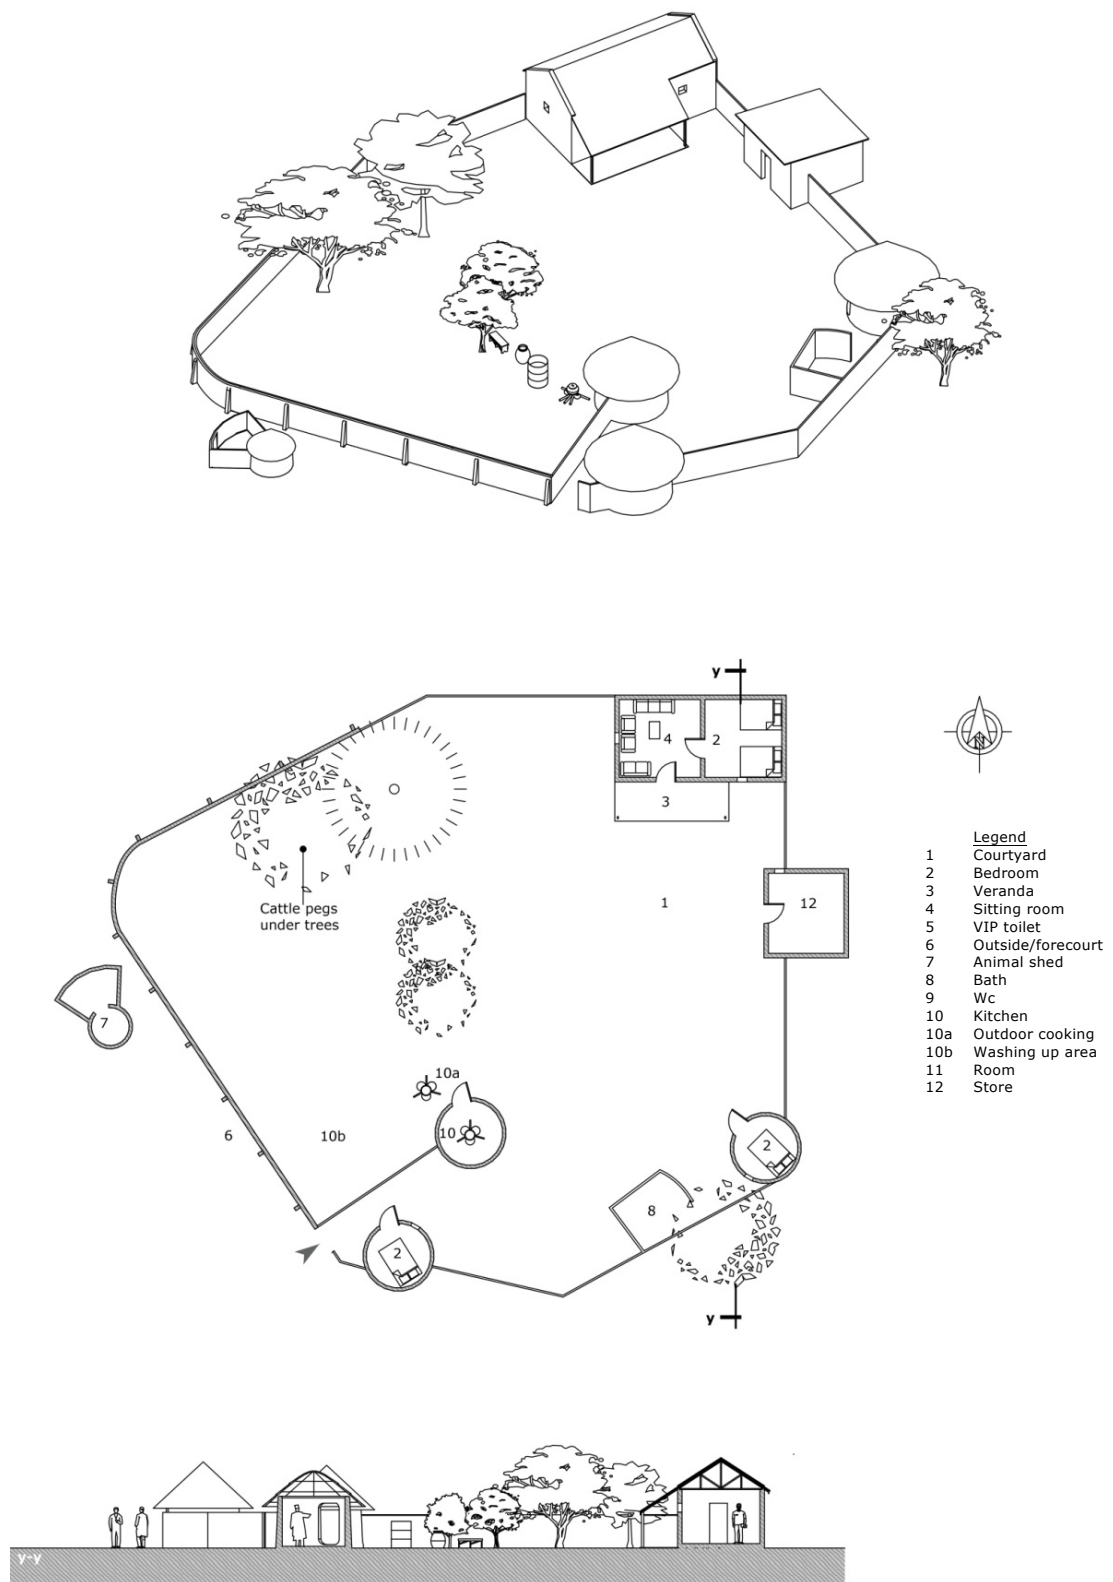 y
4
2
3
Cattle pegs
under trees
1
12
7
10a
6
10b
10
2
8
2
y
N
Legend
1 Courtyard
2 Bedroom
3 Veranda
4 Sitting room
5 VIP toilet
6 Outside/forecourt
7 Animal shed
8 Bath
9 Wc
10 Kitchen
10a Outdoor cooking
10b Washing up area
11 Room
12 Store
y-y